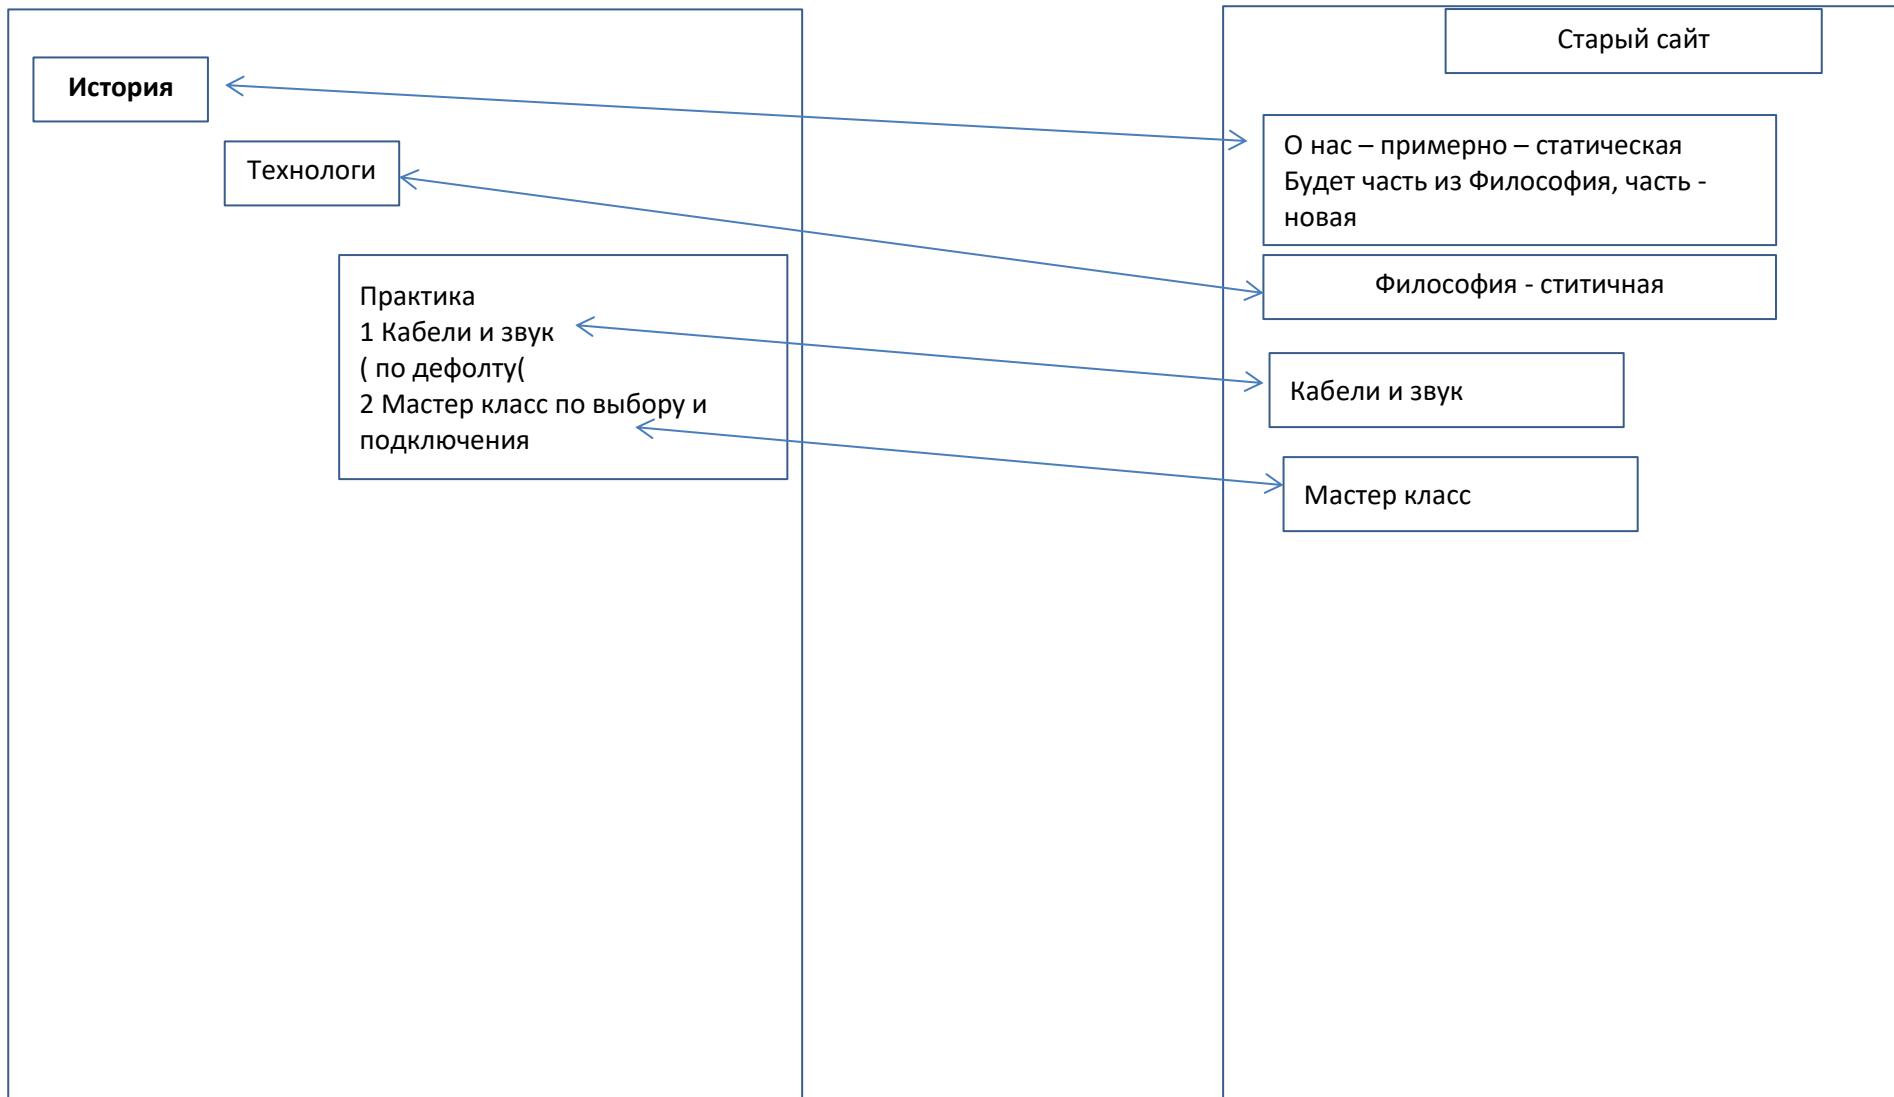 История
Технологи
Практика
1 Кабели и звук
( по дефолту(
2 Мастер класс по выбору и
подключения
Старый сайт
О нас – примерно – статическая
Будет часть из Философия, часть -
новая
Философия - ститичная
Кабели и звук
Мастер класс